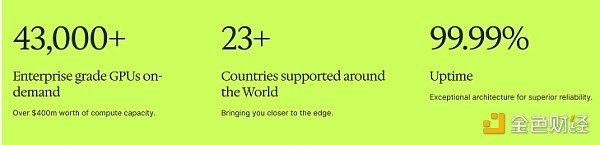 43,000+
Enterprise grade GPUs on-
demand
Over $400m worth of compute capacity.
23+
Countries supported around
the World
Bringing you closer to the edge.
99.99%
Uptime
Exceptional architecture for superior reliability.
金色财经